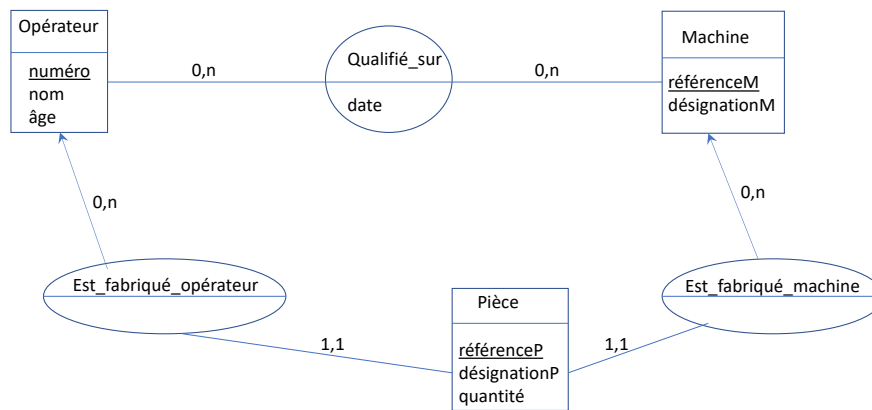 Opérateur
numéro
nom
âge
0,n
Qualifié_sur
date
0,n
Machine
référenceM
désignationM
0,n
0,n
Est_fabriqué_opérateur
Est_fabriqué_machine
Pièce
1,1
1,1
référenceP
désignationP
quantité